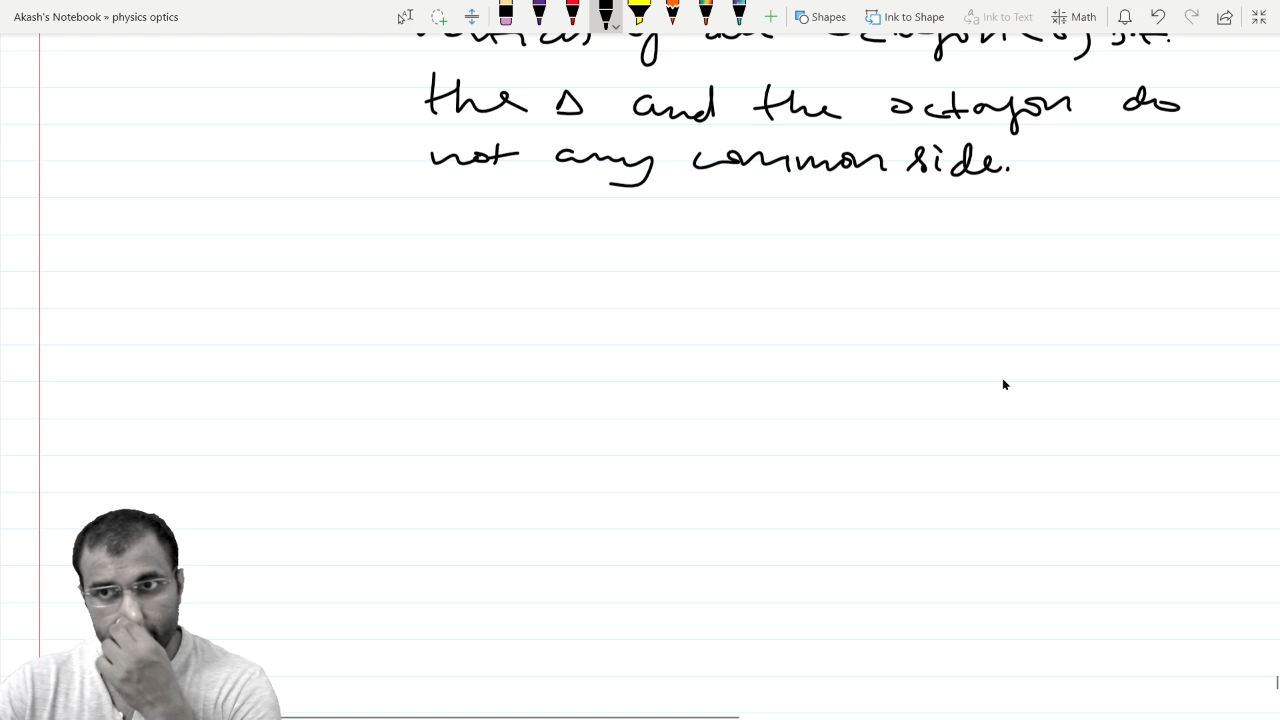 Akash's Notebook » physics optics
Shapes Ink to Shape Ink to Text Math
the Δ and the octagon do
not any common side.